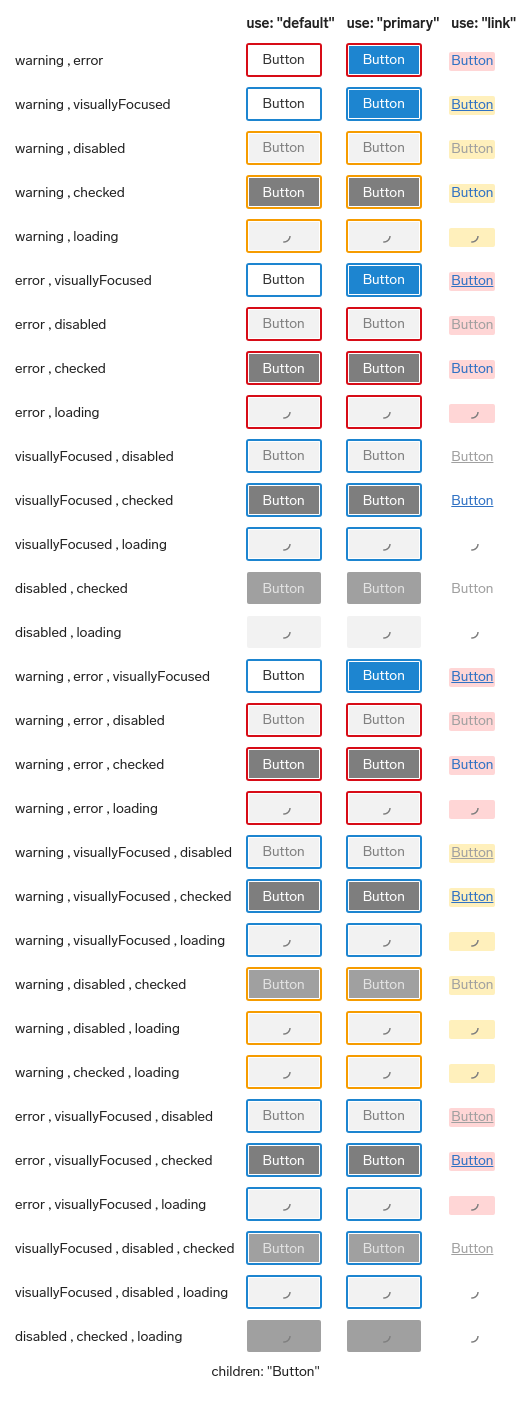 use: "default" use: "primary" use: "link"
warning , error Button Button Button
warning , visuallyFocused Button Button Button
warning , disabled Button Button Button
warning , checked Button Button Button
warning , loading
error , visuallyFocused Button Button Button
error , disabled Button Button Button
error , checked Button Button Button
error , loading
visuallyFocused , disabled Button Button Button
visuallyFocused , checked Button Button Button
visuallyFocused , loading
disabled , checked Button Button Button
disabled , loading
warning , error , visuallyFocused Button Button Button
warning , error , disabled Button Button Button
warning , error , checked Button Button Button
warning , error , loading
warning , visuallyFocused , disabled Button Button Button
warning , visuallyFocused , checked Button Button Button
warning , visuallyFocused , loading
warning , disabled , checked Button Button Button
warning , disabled , loading
warning , checked , loading
error , visuallyFocused , disabled Button Button Button
error , visuallyFocused , checked Button Button Button
error , visuallyFocused , loading
visuallyFocused , disabled , checked Button Button Button
visuallyFocused , disabled , loading
disabled , checked , loading
children: "Button"